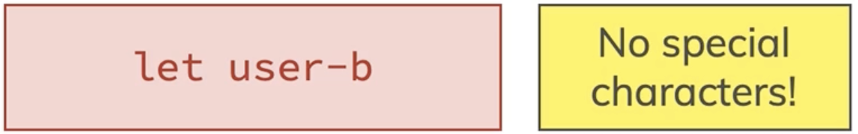 let user-b
No special
characters!